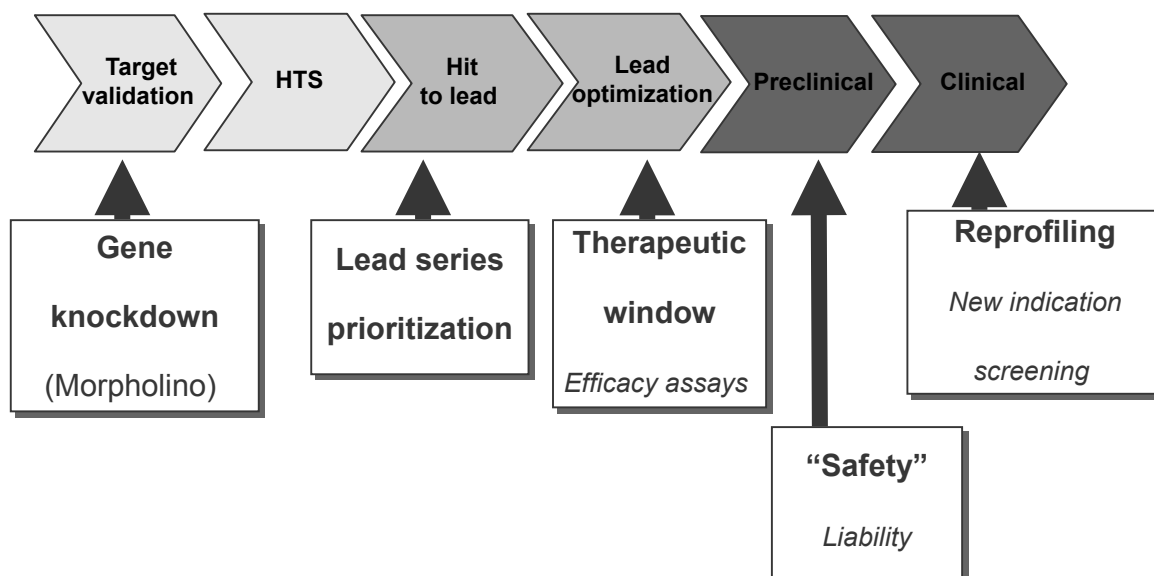 Target
validation
HTS
Hit
to lead
Lead
optimization
Preclinical
Clinical
Gene
knockdown
(Morpholino)
Lead series
prioritization
Therapeutic
window
Efficacy assays
“Safety”
Liability
Reprofiling
New indication
screening